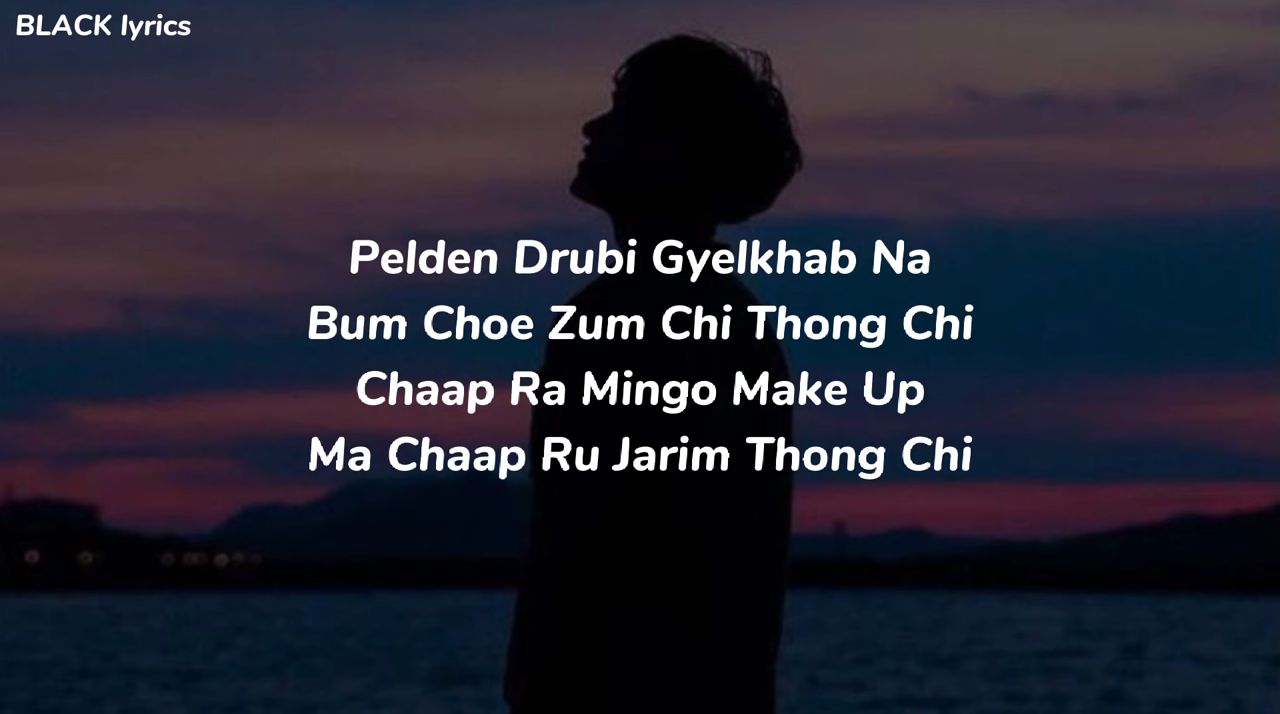 BLACK lyrics
Pelden Drubi Gyelkhab Na
Bum Choe Zum Chi Thong Chi
Chaap Ra Mingo Make Up
Ma Chaap Ru Jarim Thong Chi